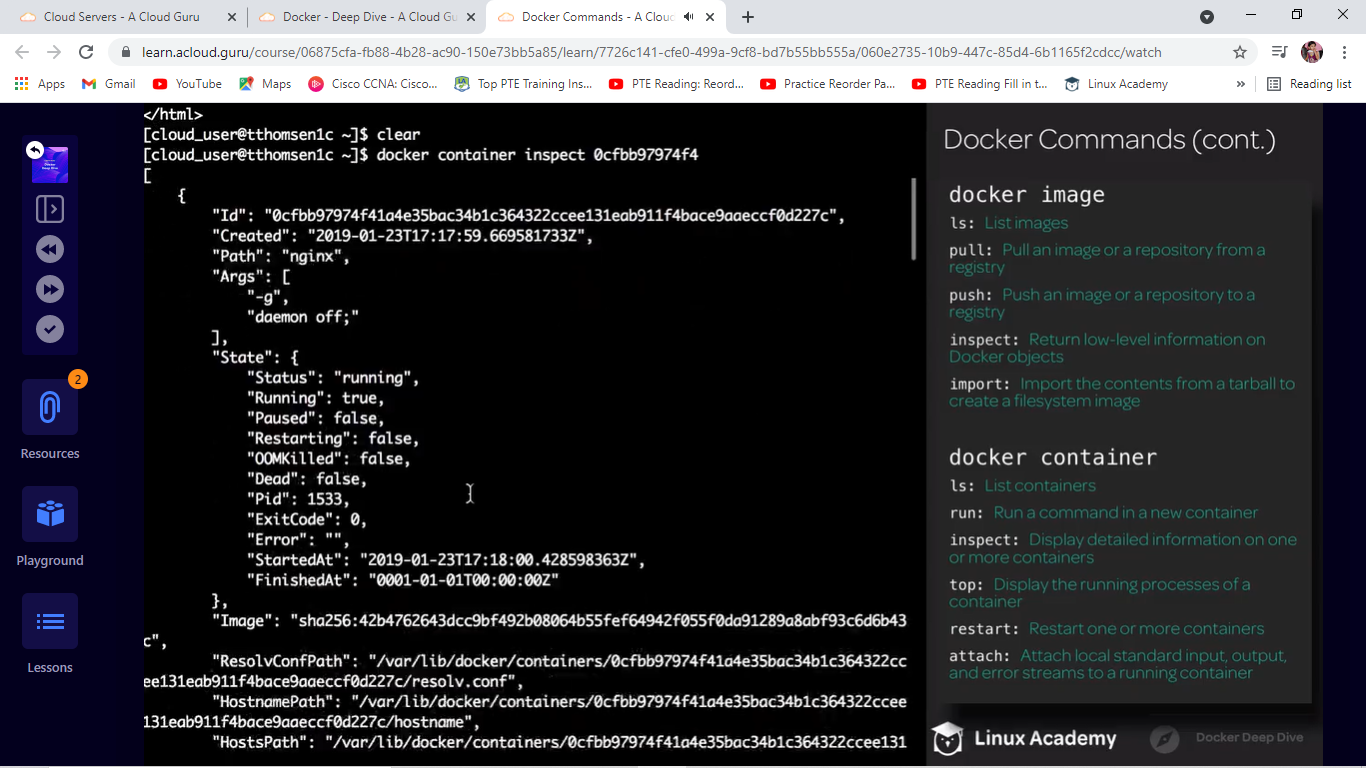 Cloud Servers - A Cloud Guru
Docker - Deep Dive - A Cloud Gu
Docker Commands - A Cloud
learn.acloud.guru/course/06875cfa-fb88-4b28-ac90-150e73bb5a85/learn/7726c141-cfe0-499a-9cf8-bd7b55bb555a/060e2735-10b9-447c-85d4-6b1165f2cdcc/watch
Apps
Gmail
YouTube
Maps
Cisco CCNA: Cisco...
Top PTE Training Ins...
PTE Reading: Reord...
Practice Reorder Pa...
PTE Reading Fill in t...
Linux Academy
»
Reading list
2
Resources
Playground
Lessons
</html>
[cloud_user@tthomsen1c ~]$ clear
[cloud_user@tthomsen1c ~]$ docker container inspect 0cfbb97974f4
[
{
"Id": "0cfbb97974f41a4e35bac34b1c364322ccee131eab911f4bace9aaeccf0d227c",
"Created": "2019-01-23T17:17:59.669581733Z",
"Path": "nginx",
"Args": [
"-g",
"daemon off;"
],
"State": {
"Status": "running",
"Running": true,
"Paused": false,
"Restarting": false,
"OOMKilled": false,
"Dead": false,
"Pid": 1533,
"ExitCode": 0,
"Error": "",
"StartedAt": "2019-01-23T17:18:00.428598363Z",
"FinishedAt": "0001-01-01T00:00:00Z"
},
"Image": "sha256:42b4762643dcc9bf492b08064b55fef64942f055f0da91289a8abf93c6d6b43
c",
"ResolvConfPath": "/var/lib/docker/containers/0cfbb97974f41a4e35bac34b1c364322cc
ee131eab911f4bace9aaeccf0d227c/resolv.conf",
"HostnamePath": "/var/lib/docker/containers/0cfbb97974f41a4e35bac34b1c364322ccee
131eab911f4bace9aaeccf0d227c/hostname",
"HostsPath": "/var/lib/docker/containers/0cfbb97974f41a4e35bac34b1c364322ccee131
Docker Commands (cont.)
docker image
ls: List images
pull: Pull an image or a repository from a
registry
push: Push an image or a repository to a
registry
inspect: Return low-level information on
Docker objects
import: Import the contents from a tarball to
create a filesystem image
docker container
ls: List containers
run: Run a command in a new container
inspect: Display detailed information on one
or more containers
top: Display the running processes of a
container
restart: Restart one or more containers
attach: Attach local standard input, output,
and error streams to a running container
Linux Academy
Docker Deep Dive